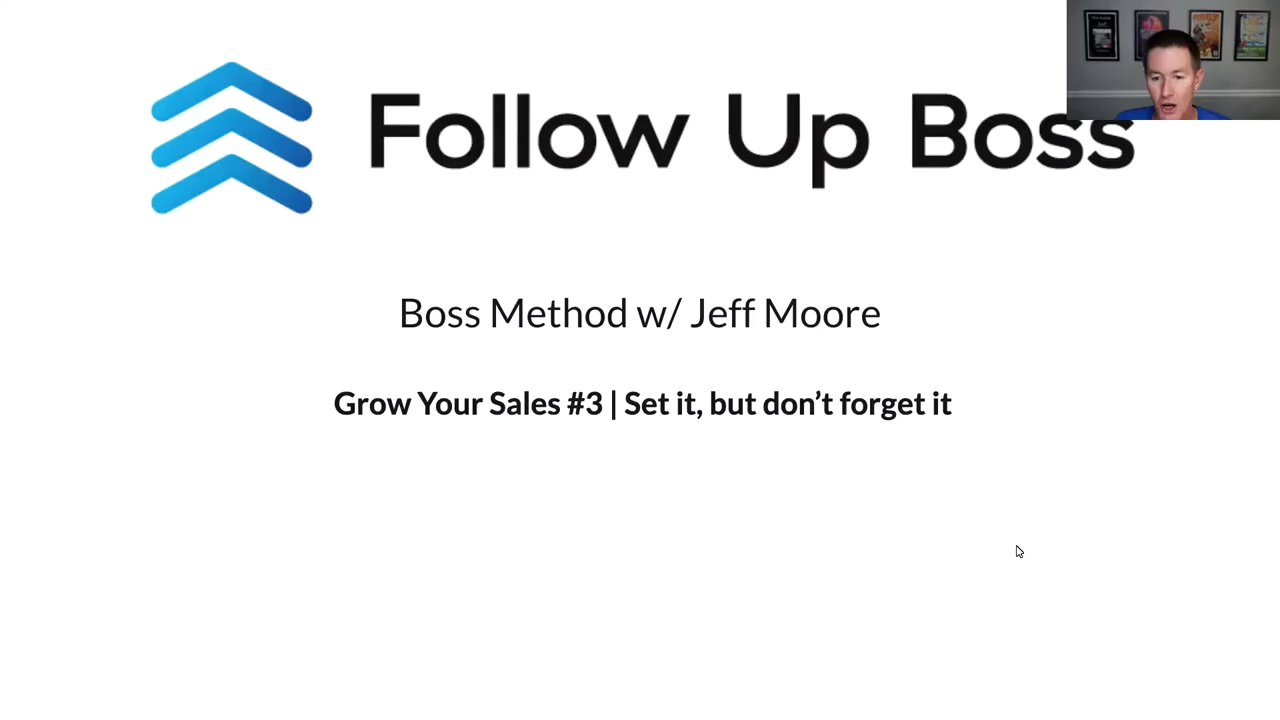 Follow Up Boss
Boss Method w/ Jeff Moore
Grow Your Sales #3 | Set it, but don’t forget it